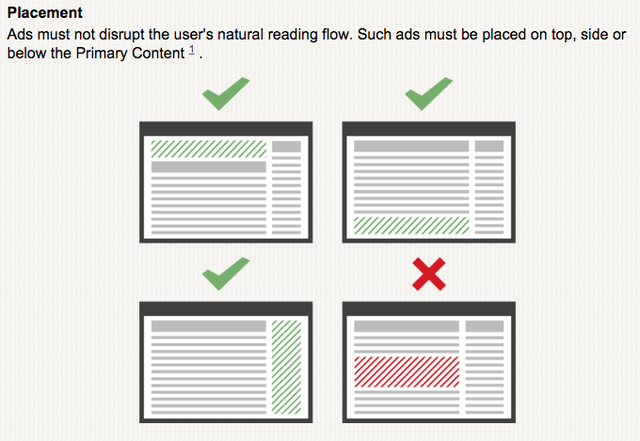 Placement
Ads must not disrupt the user's natural reading flow. Such ads must be placed on top, side or
below the Primary Content 1 .